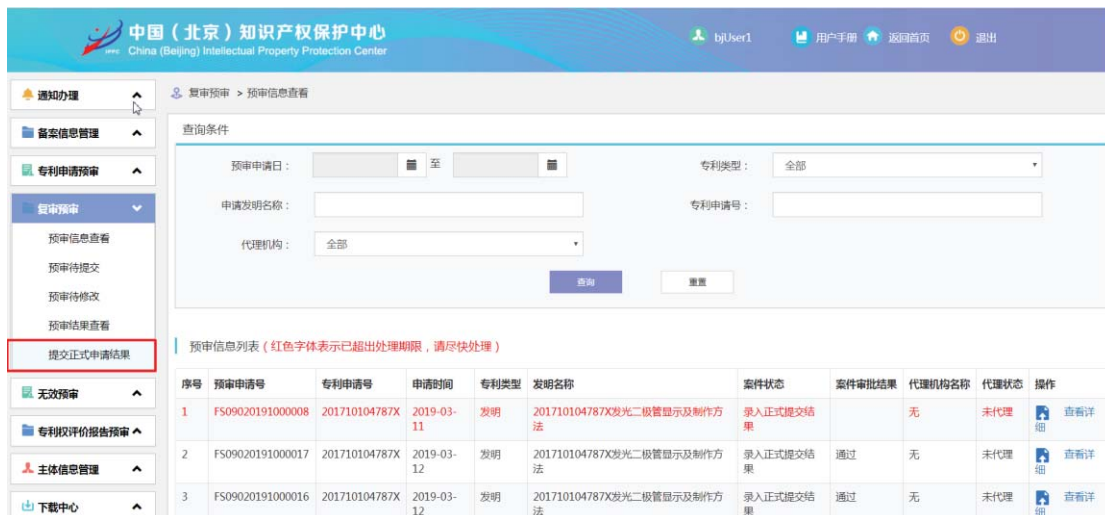 中国（北京）知识产权保护中心
China (Beijing) Intellectual Property Protection Center
bjUser1 用户手册 返回首页 退出
通知办理
备案信息管理
专利申请预审
复审预审
预审信息查看
预审待提交
预审待修改
预审结果查看
提交正式申请结果
无效预审
专利权评价报告预审
主体信息管理
下载中心
复审预审 > 预审信息查看
查询条件
预审申请日： 至 专利类型： 全部
申请发明名称： 专利申请号：
代理机构： 全部
查询 重置
预审信息列表 ( 红色字体表示已超出处理期限，请尽快处理 )
序号 预审申请号 专利申请号 申请时间 专利类型 发明名称 案件状态 案件审批结果 代理机构名称 代理状态 操作
1 FS09020191000008 201710104787X 2019-03- 发明 201710104787X发光二极管显示及制作方 录入正式提交结 无 未代理 查看详
11 法 果 细
2 FS09020191000017 201710104787X 2019-03- 发明 201710104787X发光二极管显示及制作方 录入正式提交结 通过 无 未代理 查看详
12 法 果 细
3 FS09020191000016 201710104787X 2019-03- 发明 201710104787X发光二极管显示及制作方 录入正式提交结 通过 无 未代理 查看详
12 法 果 细